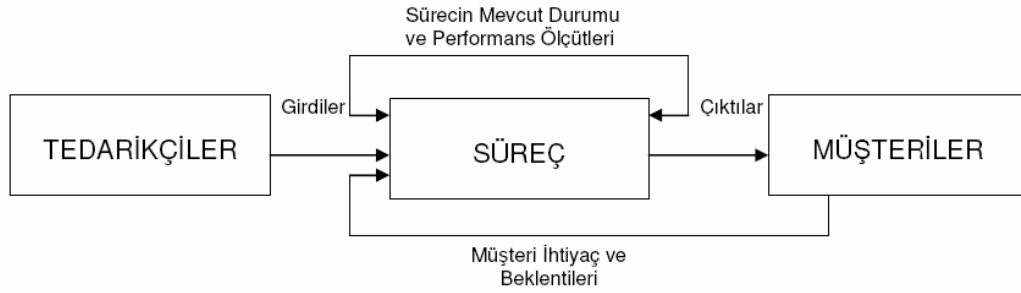 Sürecin Mevcut Durumu
ve Performans Ölçütleri
Girdiler
Çıktılar
TEDARİKÇİLER
SÜREÇ
MÜŞTERİLER
Müşteri İhtiyaç ve
Beklentileri